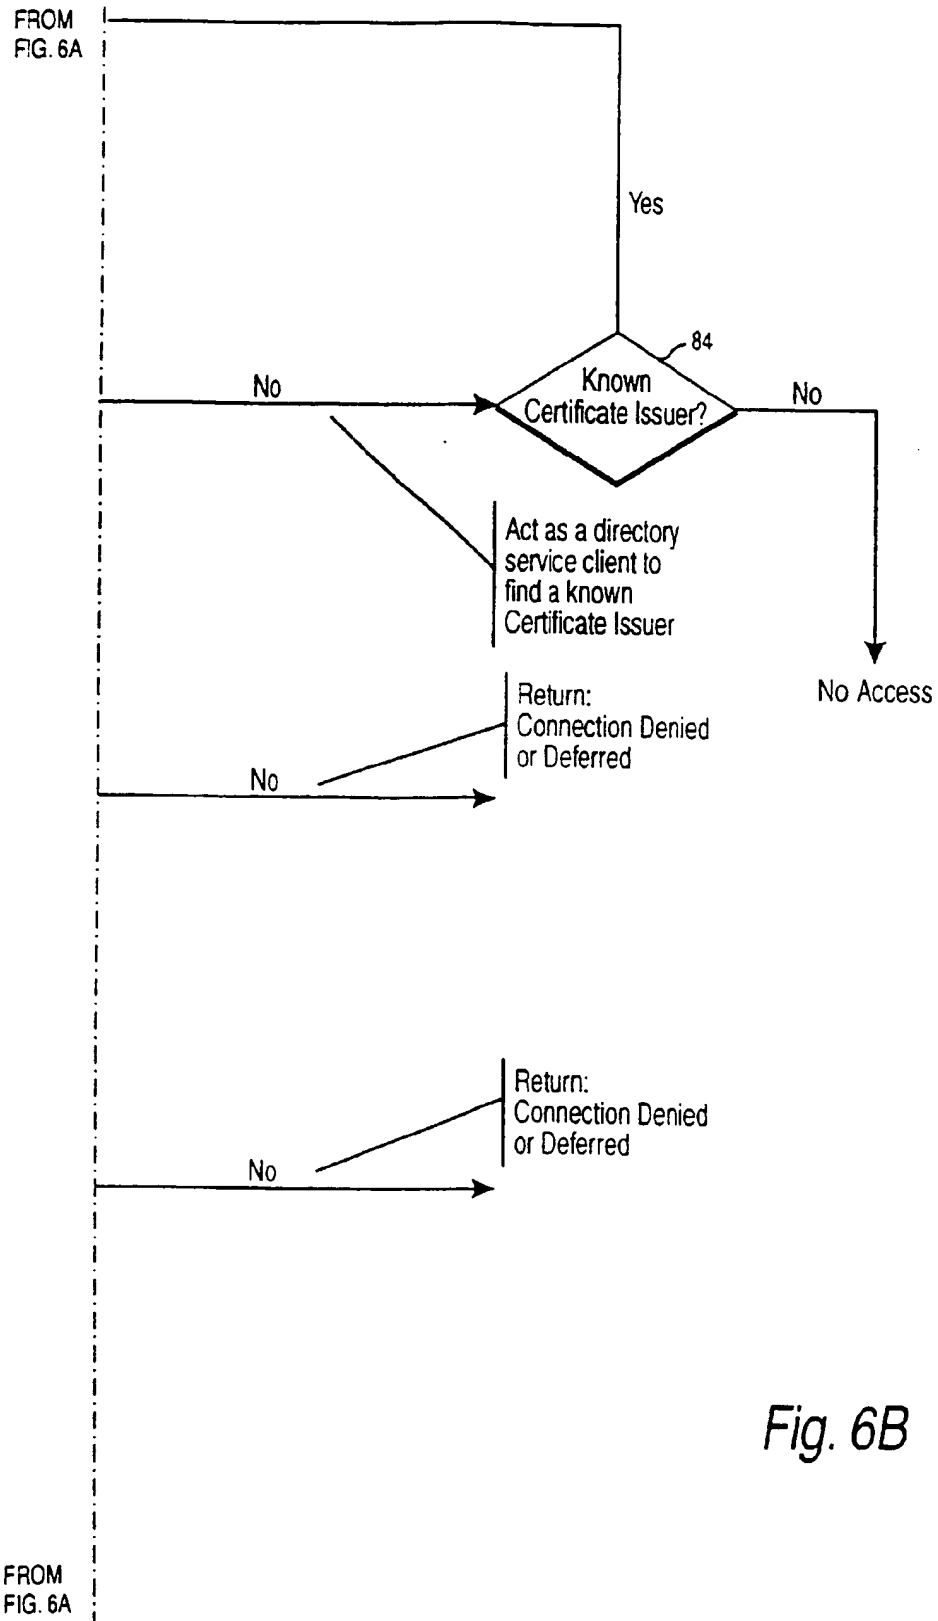 FROM
FIG. 6A
Yes
84
No
Known
Certificate Issuer?
No
Act as a directory
service client to
find a known
Certificate Issuer
No Access
Return:
Connection Denied
or Deferred
No
Return:
Connection Denied
or Deferred
No
Fig. 6B
FROM
FIG. 6A